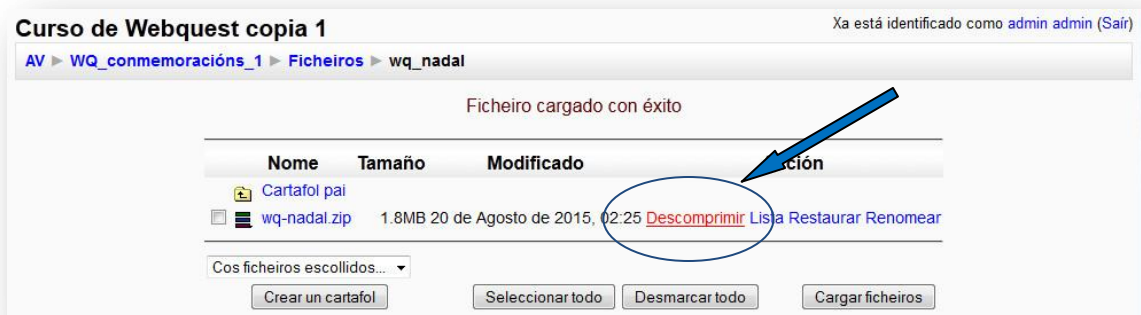 Curso de Webquest copia 1
Xa está identificado como admin admin (Saír)
AV ► WQ_conmemoracións_1 ► Ficheiros ► wq_nadal
Ficheiro cargado con éxito
Nome Tamaño Modificado ción
Cartafol pai
wq-nadal.zip 1.8MB 20 de Agosto de 2015, 02:25 Descomprimir Lista Restaurar Renomear
Cos ficheiros escollidos...
Crear un cartafol Seleccionar todo Desmarcar todo Cargar ficheiros